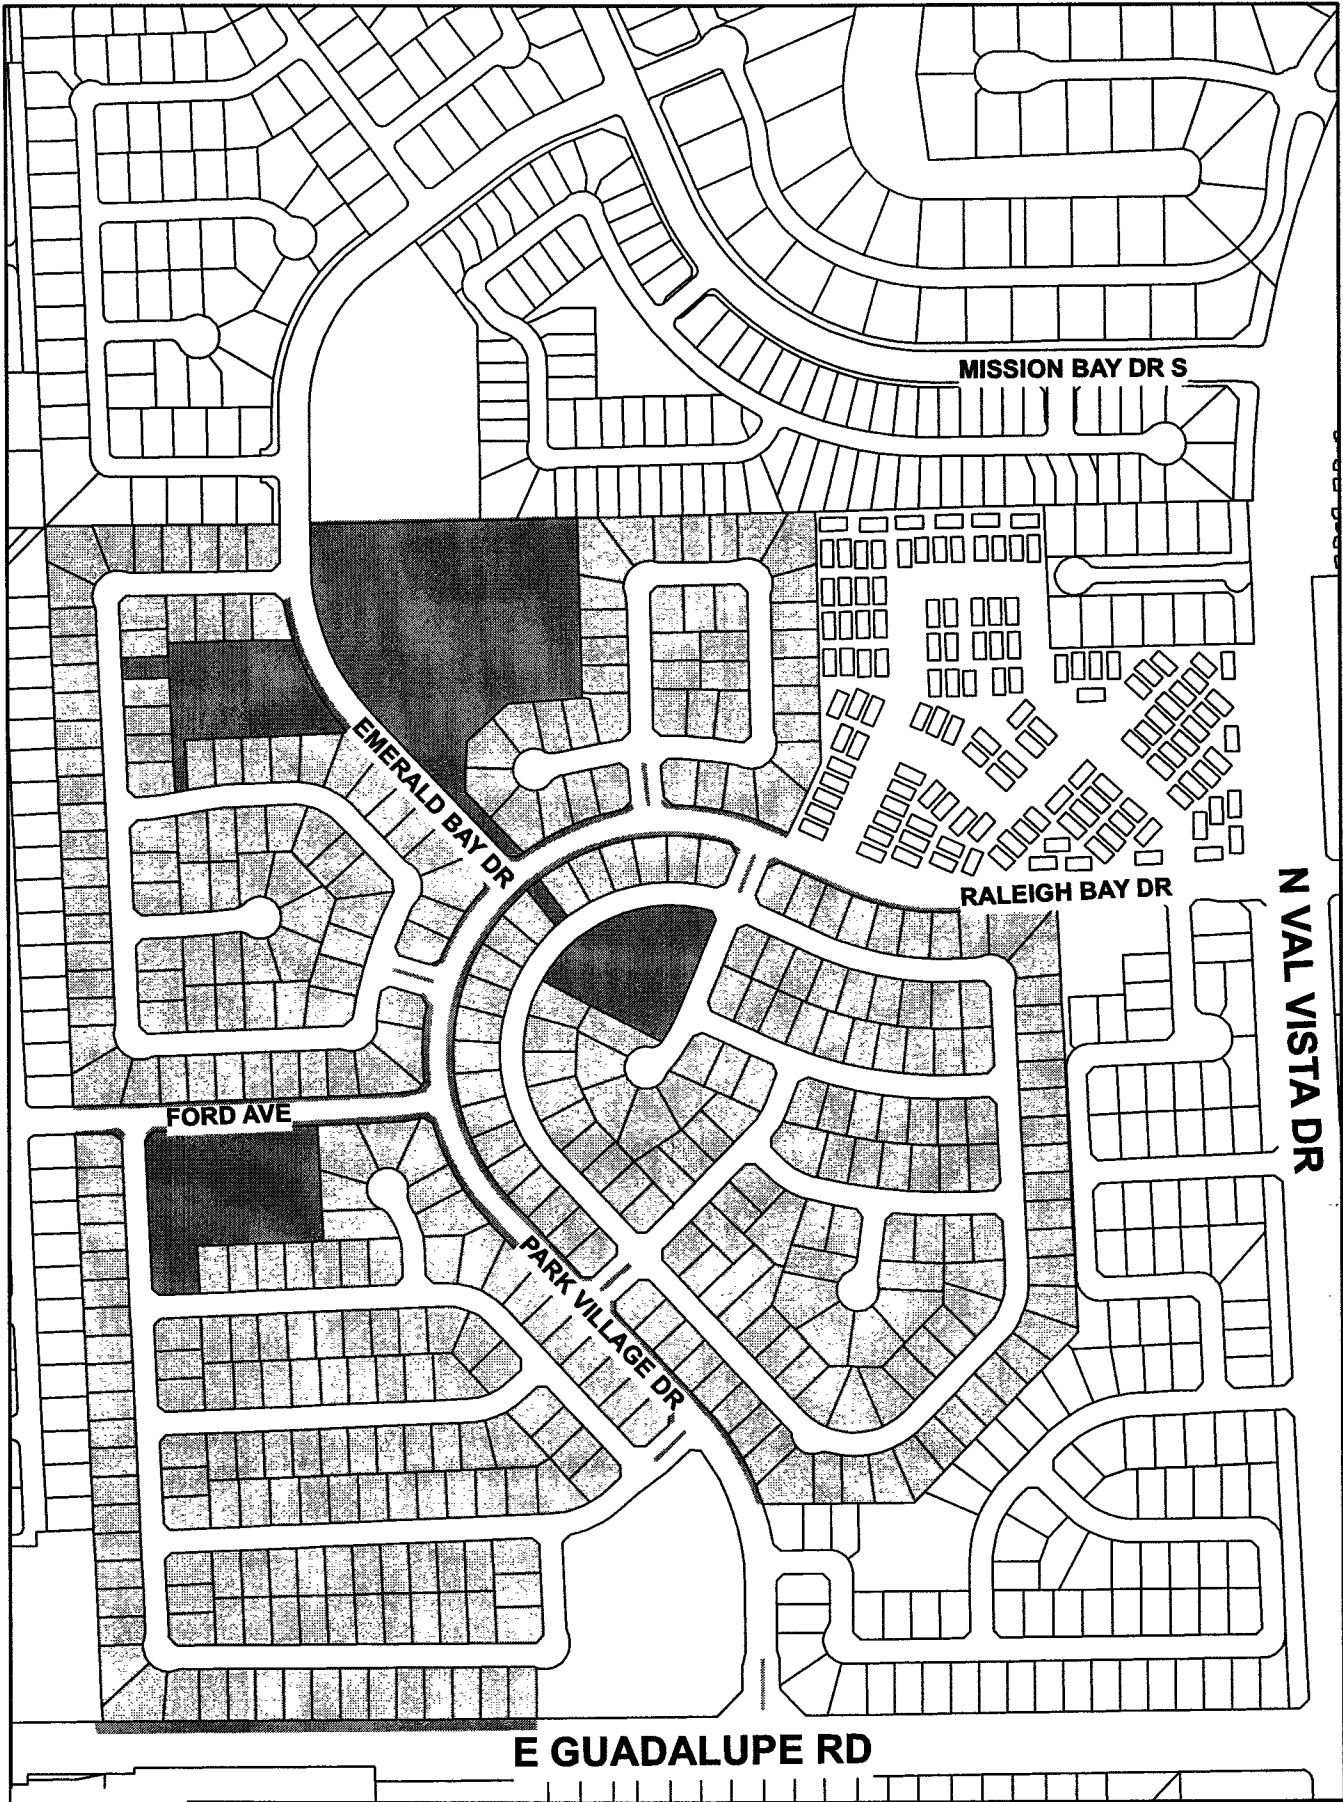 MISSION BAY DR S
EMERALD BAY DR
RALEIGH BAY DR
N VAL VISTA DR
FORD AVE
PARK VILLAGE DR
E GUADALUPE RD